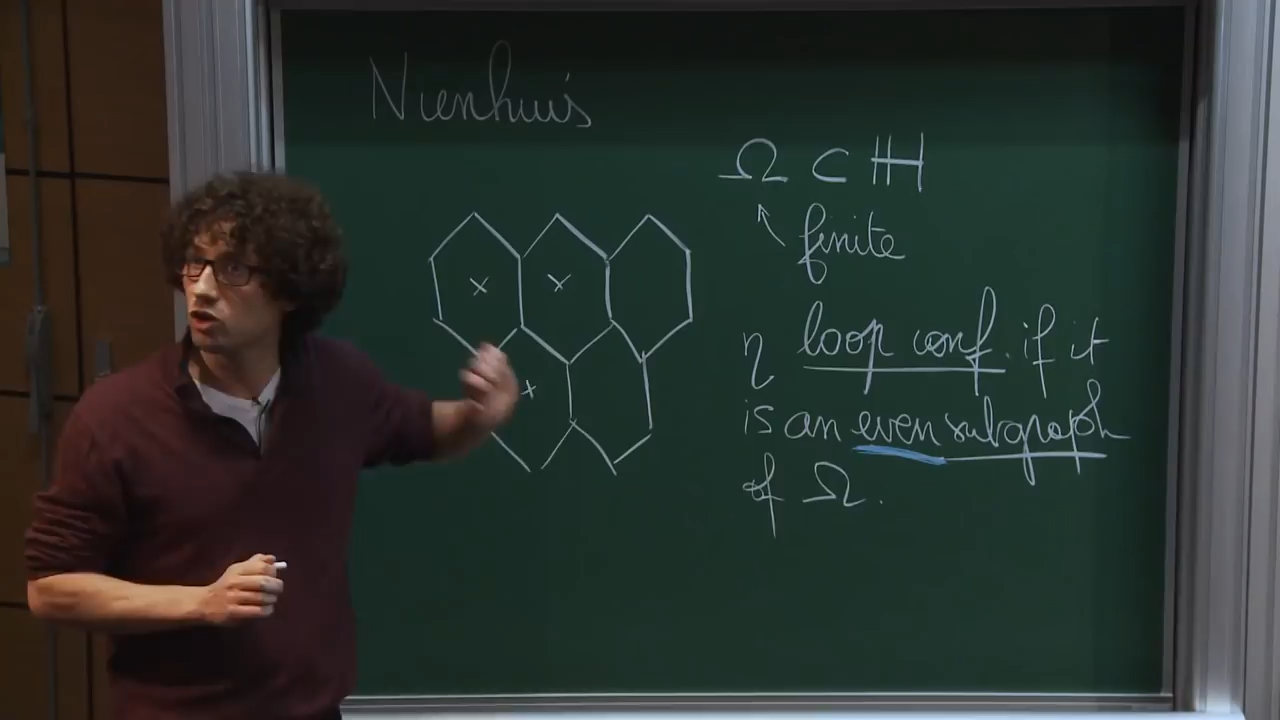 Nienhuis
Ω ⊂ ℍ
finite
η loop conf. if it
is an even subgraph
of Ω.